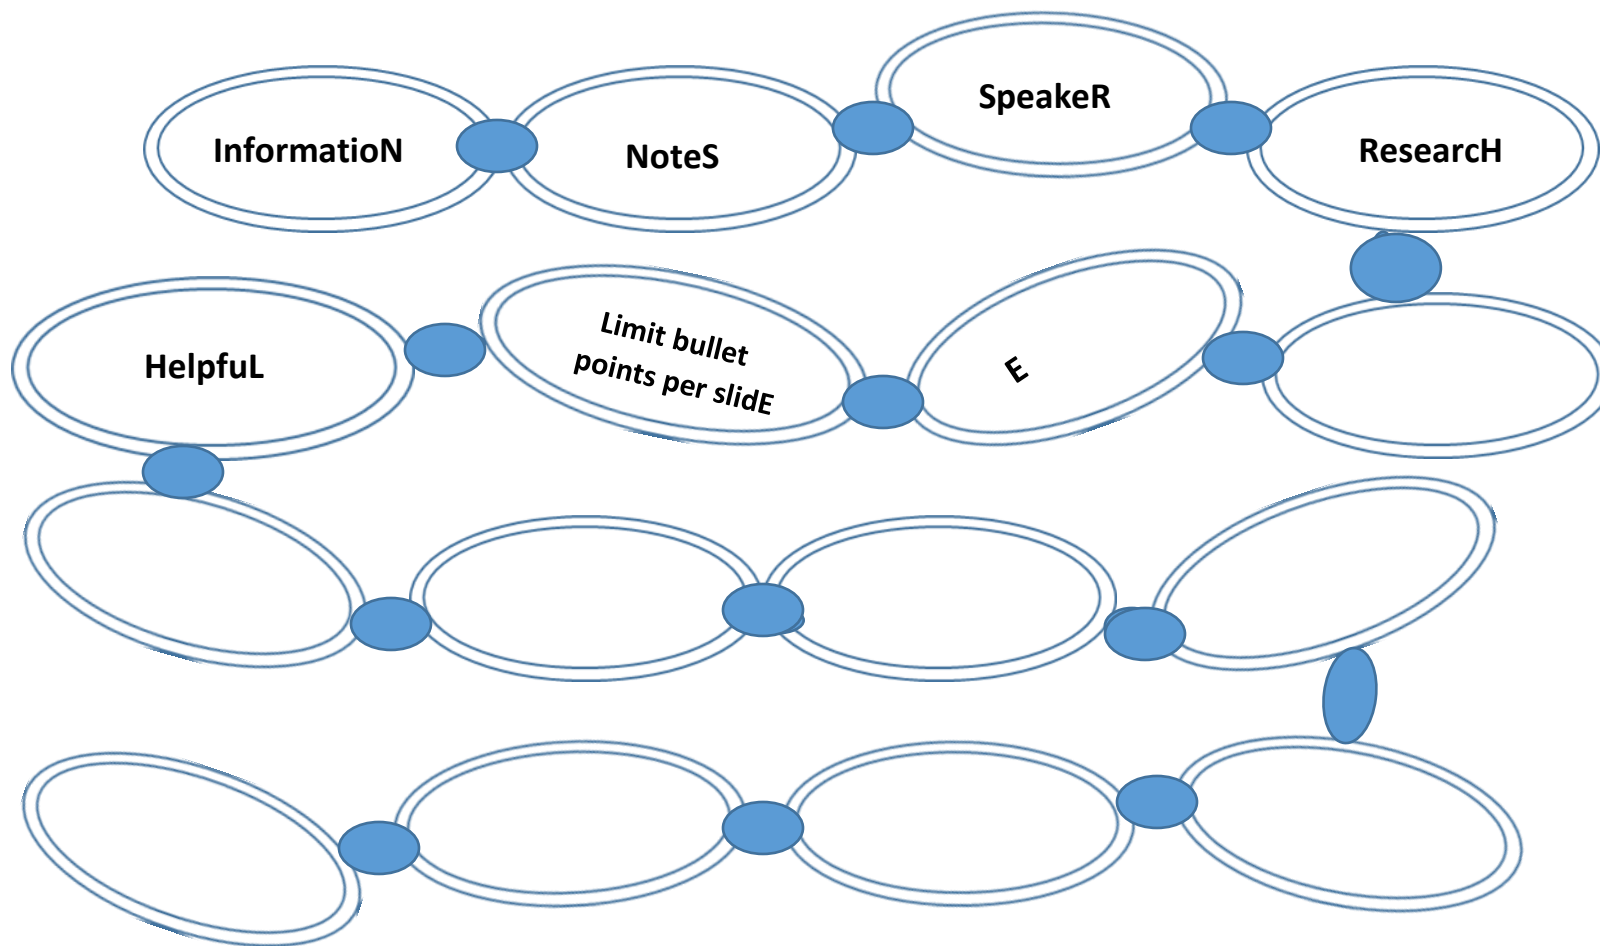 InformatioN
NoteS
SpeakeR
ResearcH
HelpfuL
Limit bullet
points per slidE
E